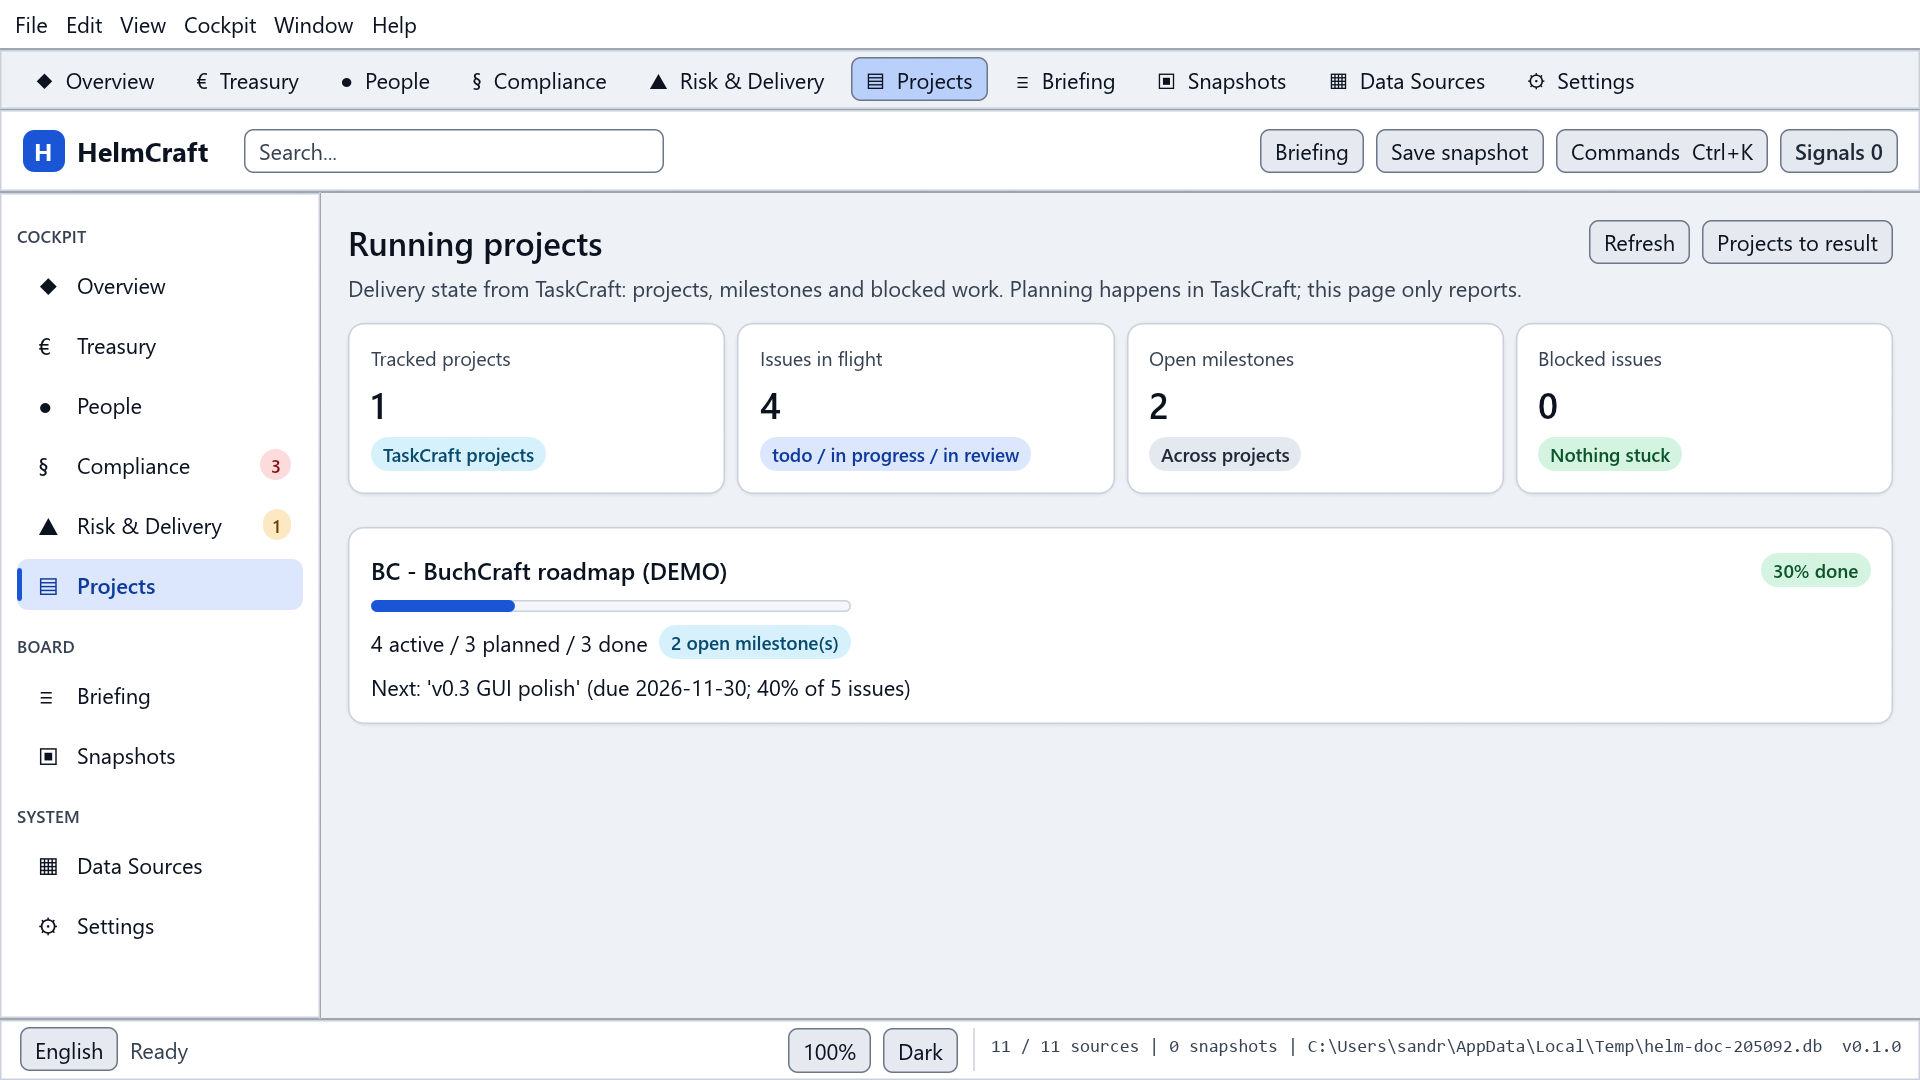 File Edit View Cockpit Window Help
◆ Overview € Treasury ● People § Compliance ▲ Risk & Delivery ▤ Projects ≡ Briefing ▣ Snapshots ▦ Data Sources ⚙ Settings
H HelmCraft Search... Briefing Save snapshot Commands Ctrl+K Signals 0
COCKPIT
◆ Overview
€ Treasury
● People
§ Compliance 3
▲ Risk & Delivery 1
▤ Projects
BOARD
≡ Briefing
▣ Snapshots
SYSTEM
▦ Data Sources
⚙ Settings
Running projects
Refresh Projects to result
Delivery state from TaskCraft: projects, milestones and blocked work. Planning happens in TaskCraft; this page only reports.
Tracked projects
1
TaskCraft projects
Issues in flight
4
todo / in progress / in review
Open milestones
2
Across projects
Blocked issues
0
Nothing stuck
BC - BuchCraft roadmap (DEMO)
30% done
4 active / 3 planned / 3 done 2 open milestone(s)
Next: 'v0.3 GUI polish' (due 2026-11-30; 40% of 5 issues)
English Ready 100% Dark 11 / 11 sources | 0 snapshots | C:\Users\sandr\AppData\Local\Temp\helm-doc-205092.db v0.1.0